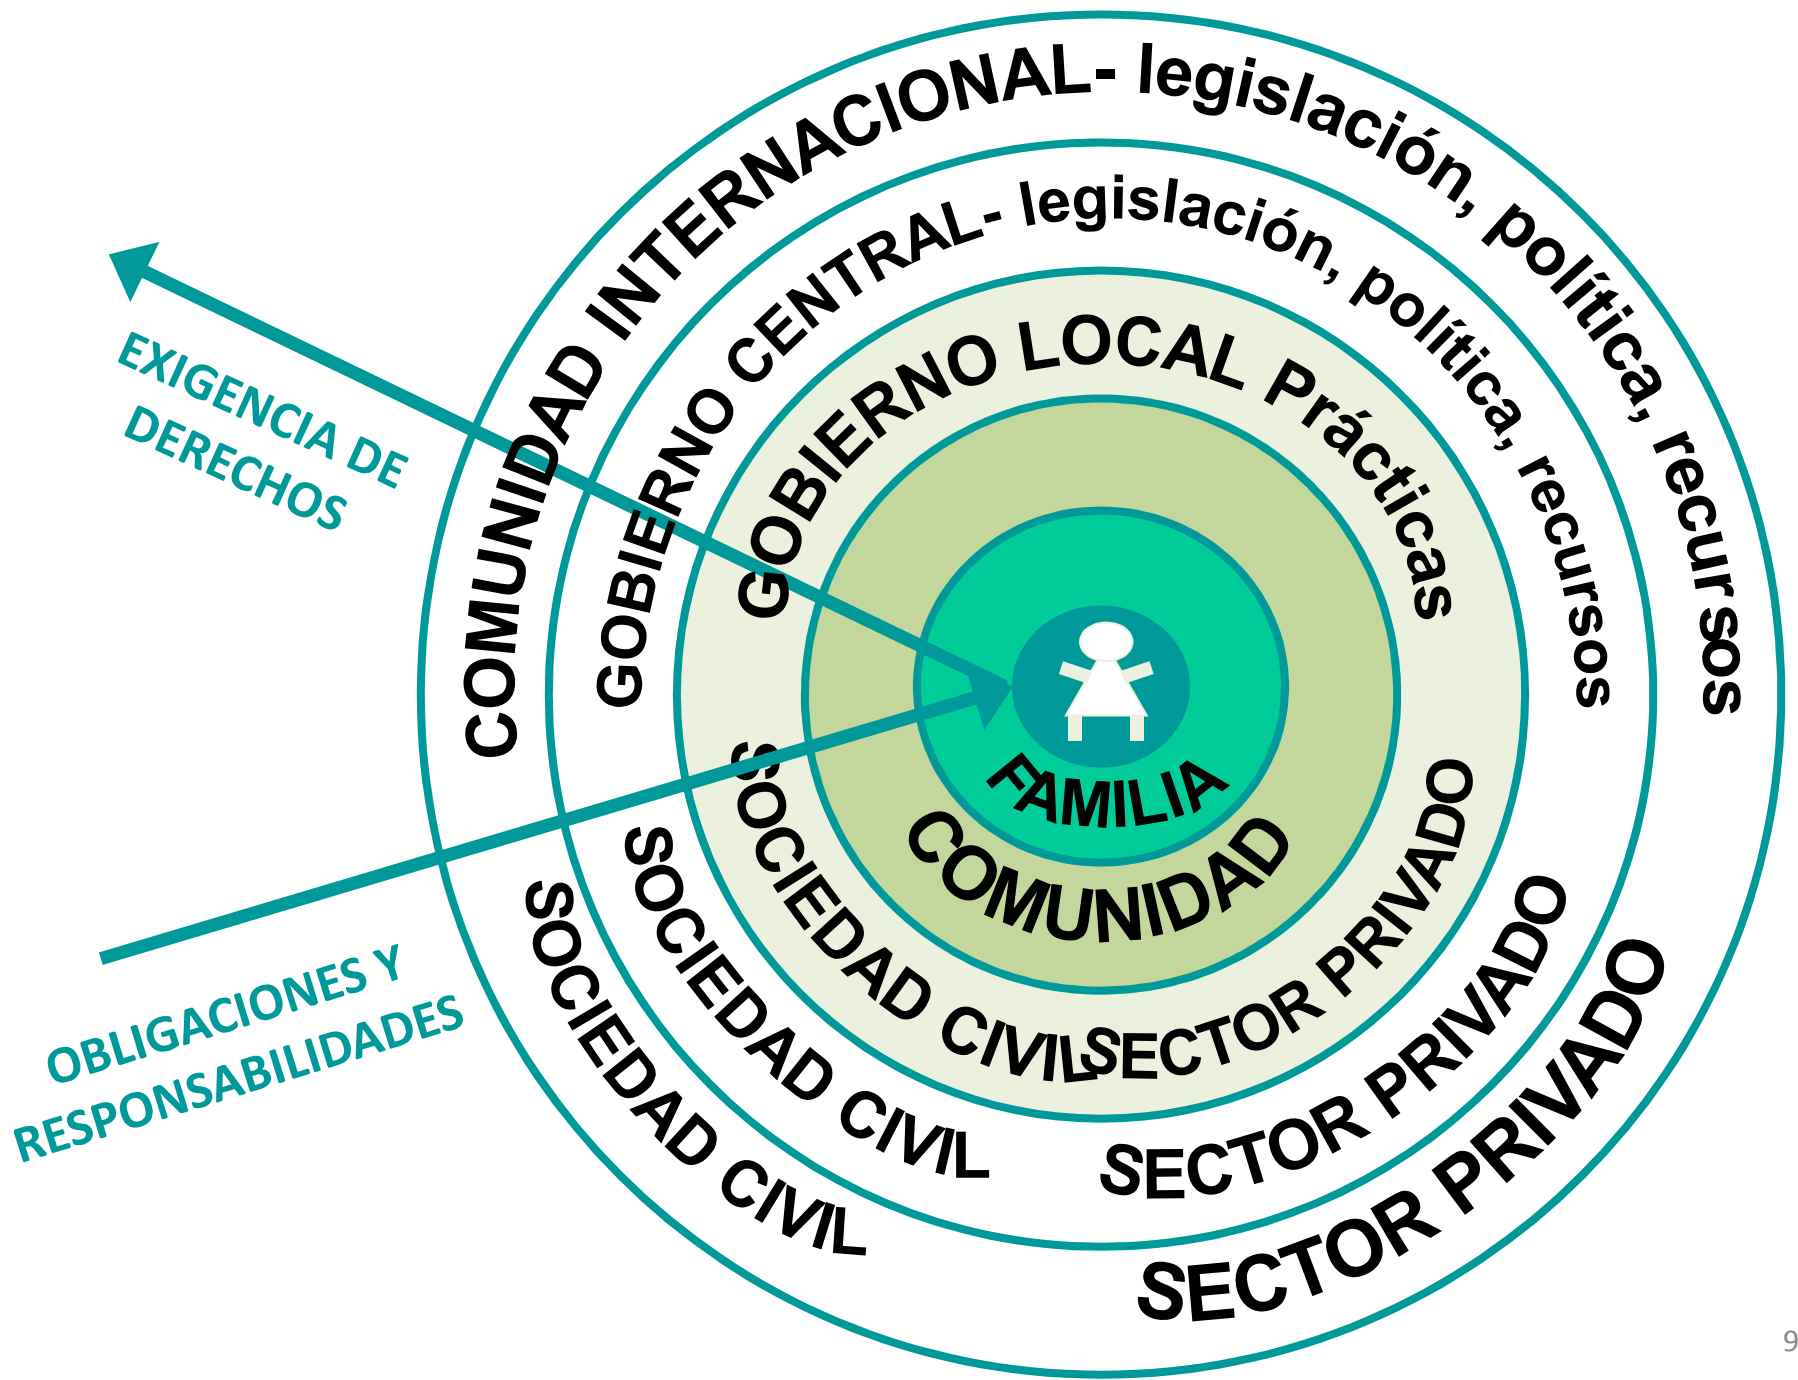 COMUNIDAD INTERNACIONAL- legislación, política, recursos
GOBIERNO CENTRAL- legislación, política, recursos
GOBIERNO LOCAL Prácticas
EXIGENCIA DE
DERECHOS
FAMILIA
COMUNIDAD
SOCIEDAD CIVIL
SECTOR PRIVADO
SOCIEDAD CIVIL
SECTOR PRIVADO
SOCIEDAD CIVIL
SECTOR PRIVADO
OBLIGACIONES Y
RESPONSABILIDADES
9